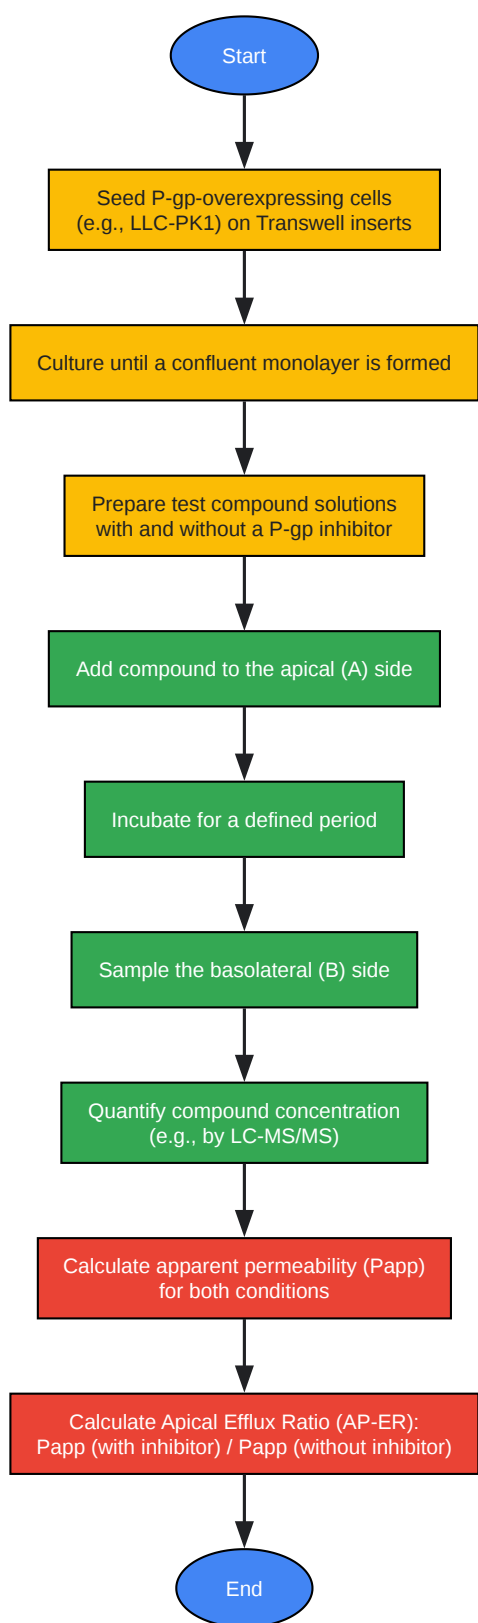 Start
Seed P-gp-overexpressing cells
(e.g., LLC-PK1) on Transwell inserts
Culture until a confluent monolayer is formed
Prepare test compound solutions
with and without a P-gp inhibitor
Add compound to the apical (A) side
Incubate for a defined period
Sample the basolateral (B) side
Quantify compound concentration
(e.g., by LC-MS/MS)
Calculate apparent permeability (Papp)
for both conditions
Calculate Apical Efflux Ratio (AP-ER):
Papp (with inhibitor) / Papp (without inhibitor)
End